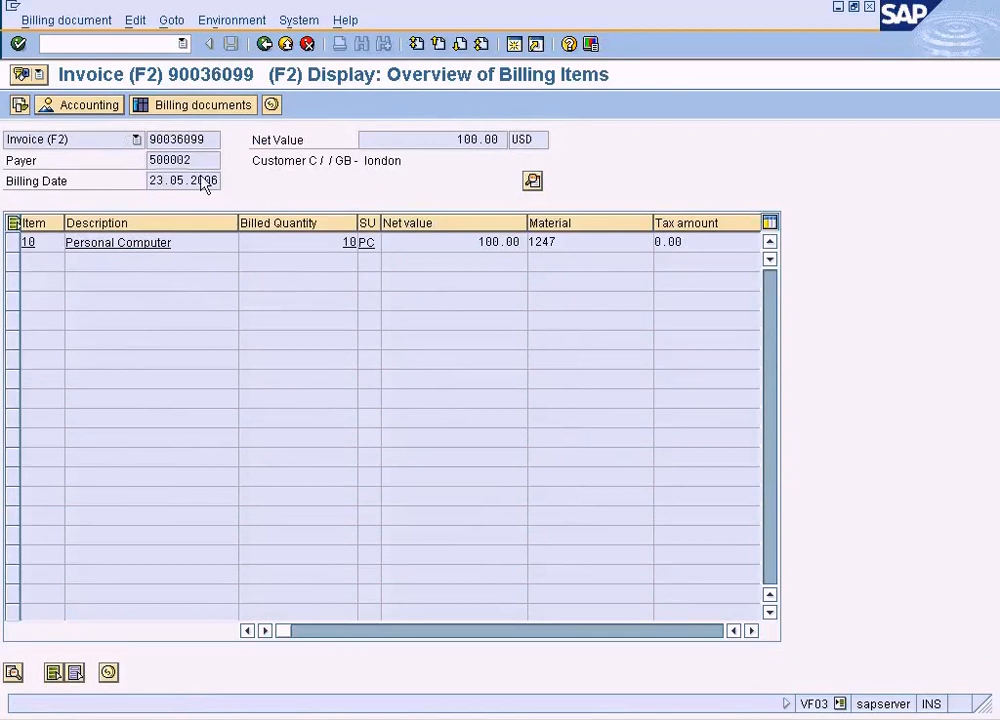 Billing document Edit Goto Environment System Help
SAP
Invoice (F2) 90036099 (F2) Display: Overview of Billing Items
Accounting Billing documents
Invoice (F2) 90036099 Net Value 100.00 USD
Payer 500002 Customer C / / GB - london
Billing Date 23.05.2006
Item Description Billed Quantity SU Net value Material Tax amount
10 Personal Computer 10 PC 100.00 1247 0.00
VF03 sapserver INS